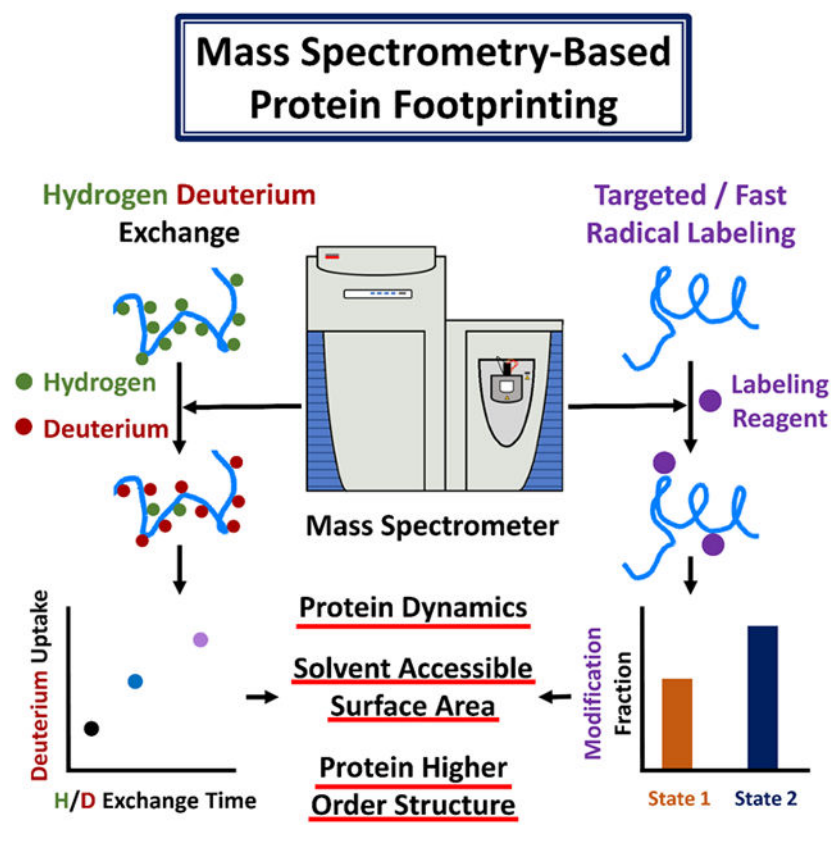 Mass Spectrometry-Based
Protein Footprinting
Hydrogen Deuterium
Exchange
Targeted / Fast
Radical Labeling
Hydrogen
Deuterium
Labeling
Reagent
Mass Spectrometer
Deuterium Uptake
H/D Exchange Time
Protein Dynamics
Solvent Accessible
Surface Area
Protein Higher
Order Structure
Modification
Fraction
State 1
State 2